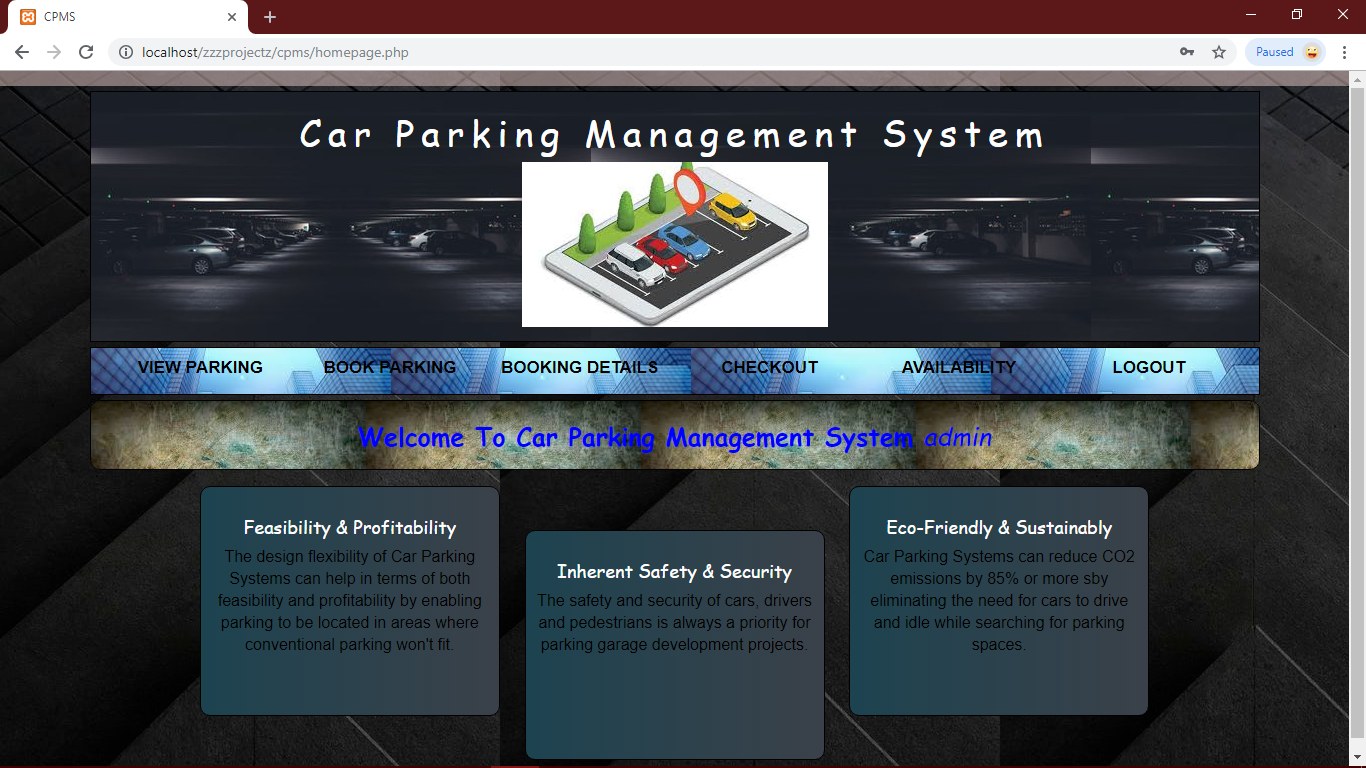 CPMS
localhost/zzzprojectz/cpms/homepage.php
Paused
Car Parking Management System
VIEW PARKING BOOK PARKING BOOKING DETAILS CHECKOUT AVAILABILITY LOGOUT
Welcome To Car Parking Management System admin
Feasibility & Profitability
The design flexibility of Car Parking
Systems can help in terms of both
feasibility and profitability by enabling
parking to be located in areas where
conventional parking won't fit.
Inherent Safety & Security
The safety and security of cars, drivers
and pedestrians is always a priority for
parking garage development projects.
Eco-Friendly & Sustainably
Car Parking Systems can reduce CO2
emissions by 85% or more sby
eliminating the need for cars to drive
and idle while searching for parking
spaces.